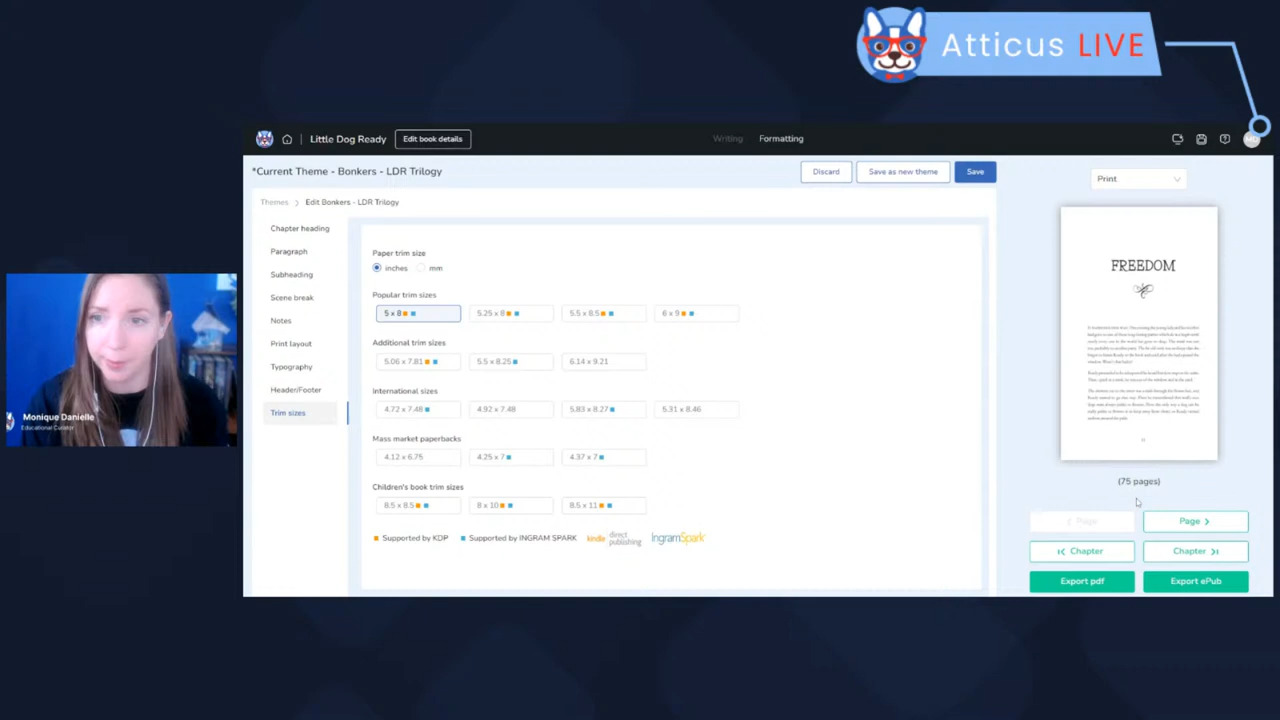 Atticus LIVE
Little Dog Ready
Edit book details
Writing
Formatting
MD
*Current Theme - Bonkers - LDR Trilogy
Discard
Save as new theme
Save
Print
Themes > Edit Bonkers - LDR Trilogy
Chapter heading
Paragraph
Subheading
Scene break
Notes
Print layout
Typography
Header/Footer
Trim sizes
Paper trim size
inches mm
Popular trim sizes
5 x 8 5.25 x 8 5.5 x 8.5 6 x 9
Additional trim sizes
5.06 x 7.81 5.5 x 8.25 6.14 x 9.21
International sizes
4.72 x 7.48 4.92 x 7.48 5.83 x 8.27 5.31 x 8.46
Mass market paperbacks
4.12 x 6.75 4.25 x 7 4.37 x 7
Children's book trim sizes
8.5 x 8.5 8 x 10 8.5 x 11
Supported by KDP Supported by INGRAM SPARK kindle direct publishing IngramSpark
FREEDOM
(75 pages)
Page Page
Chapter Chapter
Export pdf Export ePub
Monique Danielle
Educational Curator